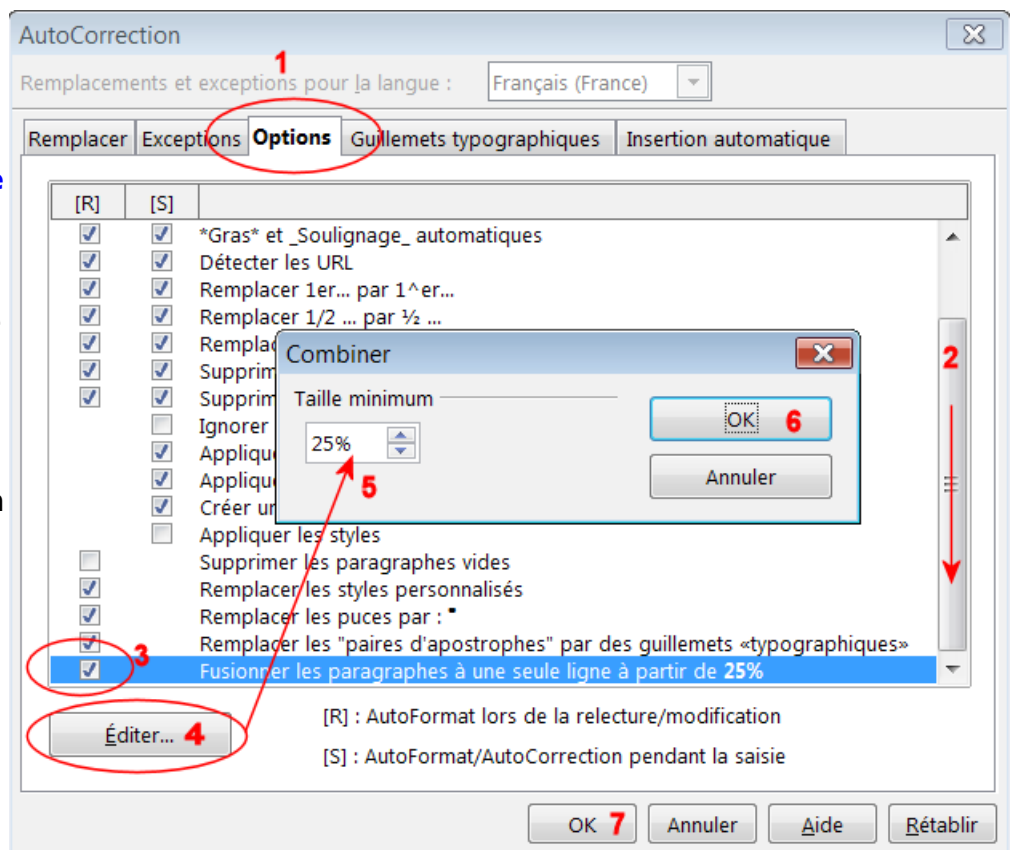 AutoCorrection
1
Remplacements et exceptions pour la langue : Français (France)
Remplacer Exceptions Options Guillemets typographiques Insertion automatique
e
[R] [S]
*Gras* et _Soulignage_ automatiques
Détecter les URL
Remplacer 1er... par 1^er...
Remplacer 1/2 ... par ½ ...
Remplac
Combiner
2
Supprim
Taille minimum
Supprim
OK 6
Ignorer
25%
Applique
Annuler
Applique
5
Créer un
n
Appliquer les styles
Supprimer les paragraphes vides
Remplacer les styles personnalisés
Remplacer les puces par :
Remplacer les "paires d'apostrophes" par des guillemets «typographiques»
3
Fusionner les paragraphes à une seule ligne à partir de 25%
Éditer... 4
[R] : AutoFormat lors de la relecture/modification
[S] : AutoFormat/AutoCorrection pendant la saisie
OK 7 Annuler Aide Rétablir